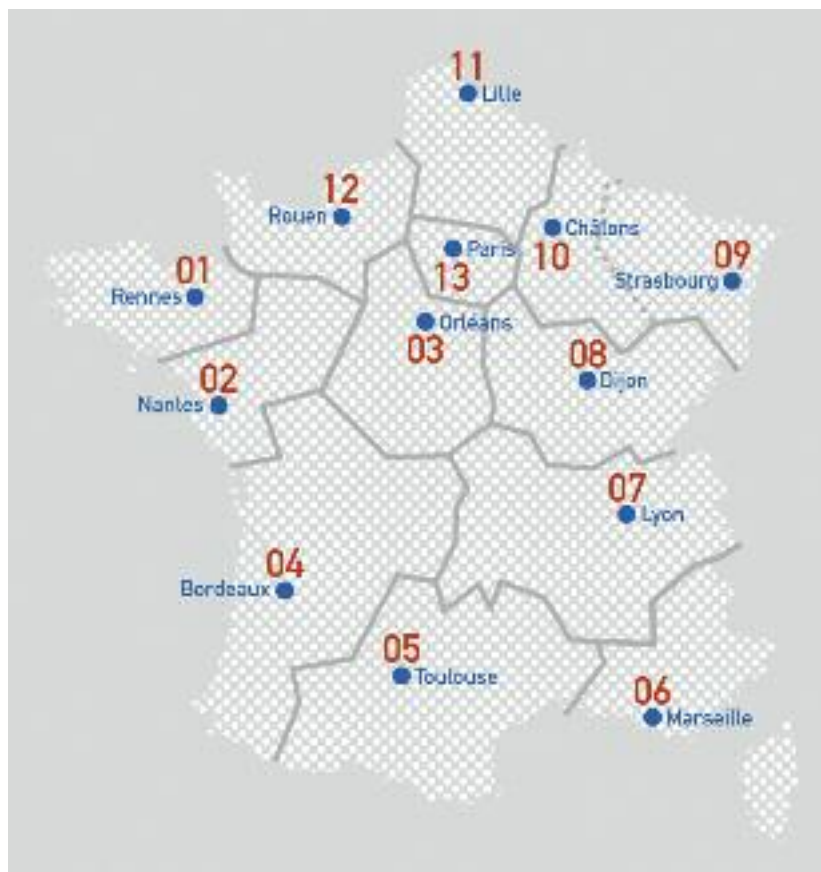 11
Lille
12
Rouen
Châlons
Paris
10
09
01
13
Strasbourg
Rennes
Orléans
03
08
02
Dijon
Nantes
07
Lyon
04
Bordeaux
05
Toulouse
06
Marseille